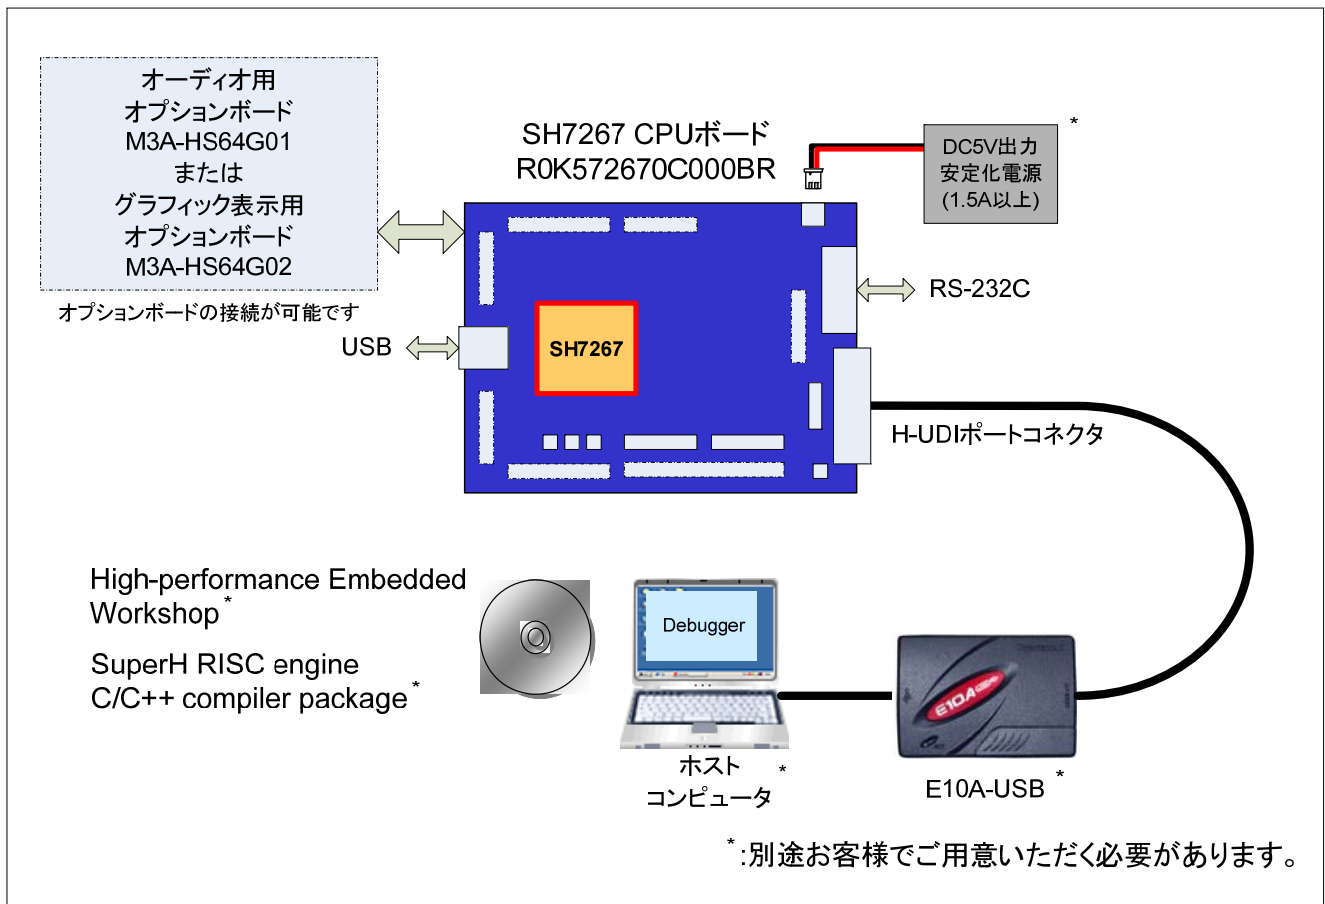 オーディオ用
オプションボード
M3A-HS64G01
または
グラフィック表示用
オプションボード
M3A-HS64G02
オプションボードの接続が可能です
SH7267 CPUボード
R0K572670C000BR
*
DC5V出力
安定化電源
(1.5A以上)
RS-232C
USB
SH7267
H-UDIポートコネクタ
High-performance Embedded
Workshop*
SuperH RISC engine
C/C++ compiler package*
Debugger
ホスト
コンピュータ*
E10A
E10A-USB*
*:別途お客様でご用意いただく必要があります。